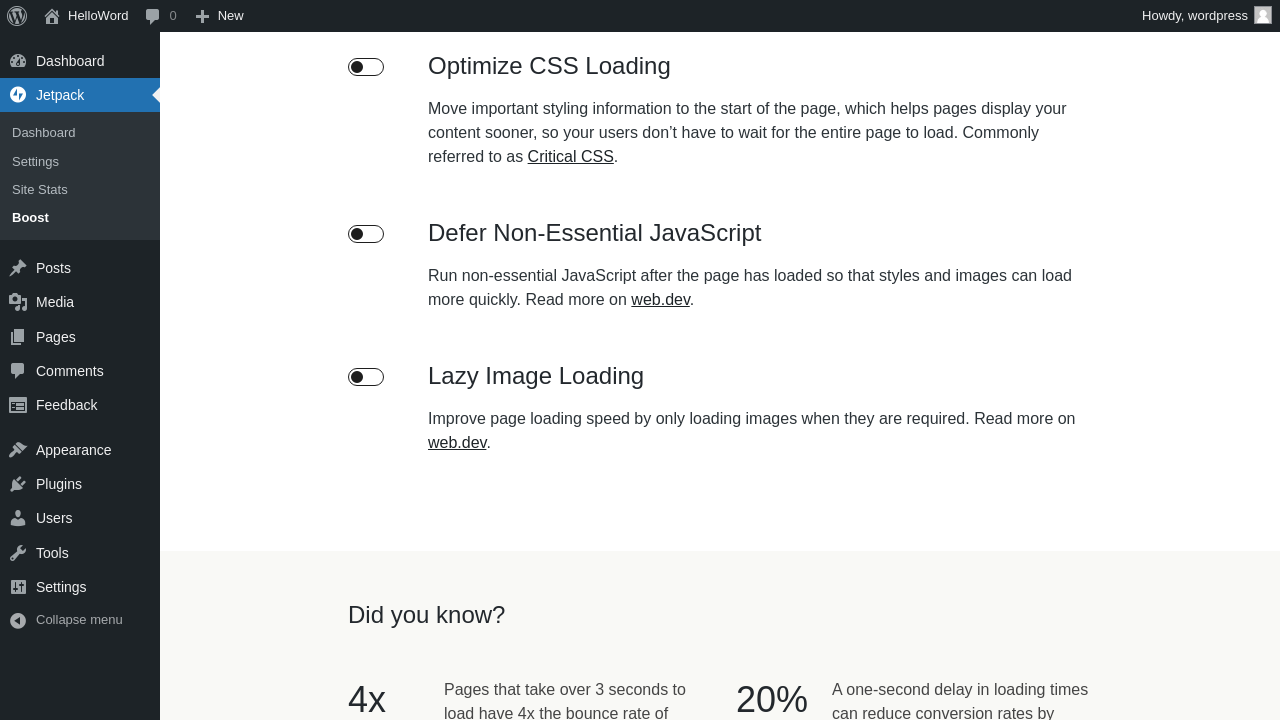 HelloWord
0
New
Howdy, wordpress
Dashboard
Jetpack
Dashboard
Settings
Site Stats
Boost
Posts
Media
Pages
Comments
Feedback
Appearance
Plugins
Users
Tools
Settings
Collapse menu
Optimize CSS Loading
Move important styling information to the start of the page, which helps pages display your
content sooner, so your users don’t have to wait for the entire page to load. Commonly
referred to as Critical CSS.
Defer Non-Essential JavaScript
Run non-essential JavaScript after the page has loaded so that styles and images can load
more quickly. Read more on web.dev.
Lazy Image Loading
Improve page loading speed by only loading images when they are required. Read more on
web.dev.
Did you know?
4x
Pages that take over 3 seconds to
load have 4x the bounce rate of
20%
A one-second delay in loading times
can reduce conversion rates by